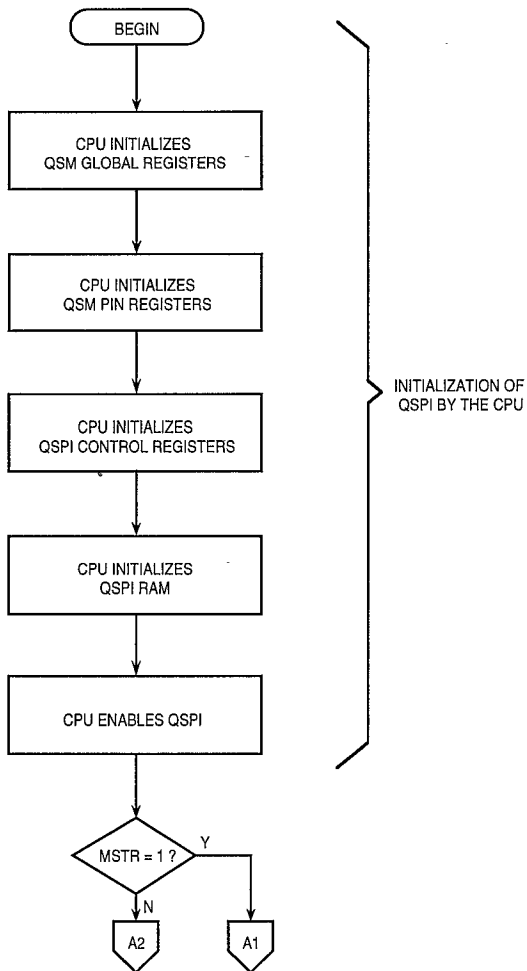 BEGIN
CPU INITIALIZES
QSM GLOBAL REGISTERS
CPU INITIALIZES
QSM PIN REGISTERS
CPU INITIALIZES
QSPI CONTROL REGISTERS
INITIALIZATION OF
QSPI BY THE CPU
CPU INITIALIZES
QSPI RAM
CPU ENABLES QSPI
MSTR = 1 ?
Y
N
A2
A1